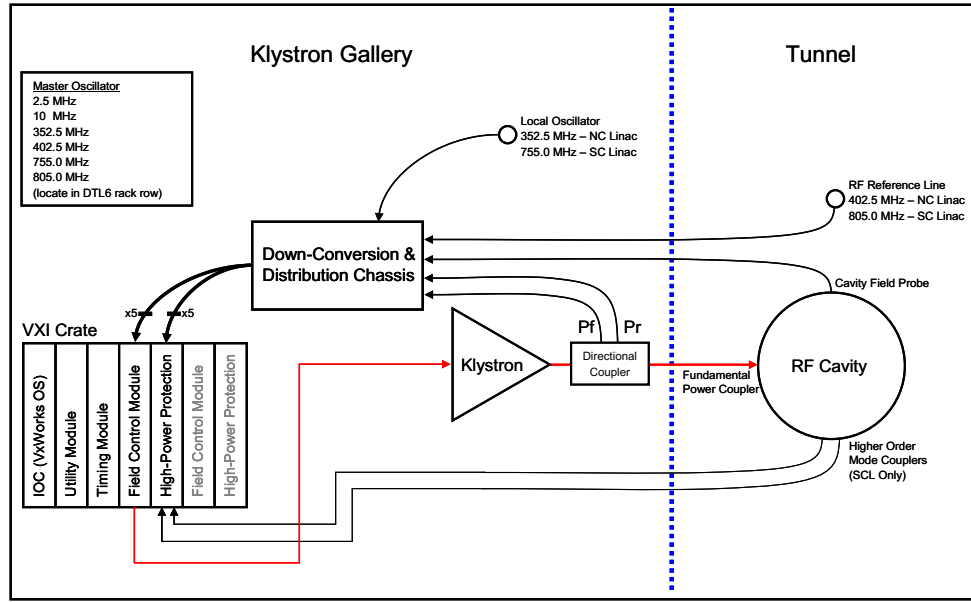 Klystron Gallery
Tunnel
Master Oscillator
2.5 MHz
10  MHz
352.5 MHz
402.5 MHz
755.0 MHz
805.0 MHz
(locate in DTL6 rack row)
Local Oscillator
352.5 MHz – NC Linac
755.0 MHz – SC Linac
RF Reference Line
402.5 MHz – NC Linac
805.0 MHz – SC Linac
Down-Conversion &
Distribution Chassis
Cavity Field Probe
x5
x5
VXI Crate
Pf
Pr
Klystron
Directional
Coupler
Fundamental
Power Coupler
RF Cavity
IOC (VxWorks OS)
Utility Module
Timing Module
Field Control Module
High-Power Protection
Field Control Module
High-Power Protection
Higher Order
Mode Couplers
(SCL Only)